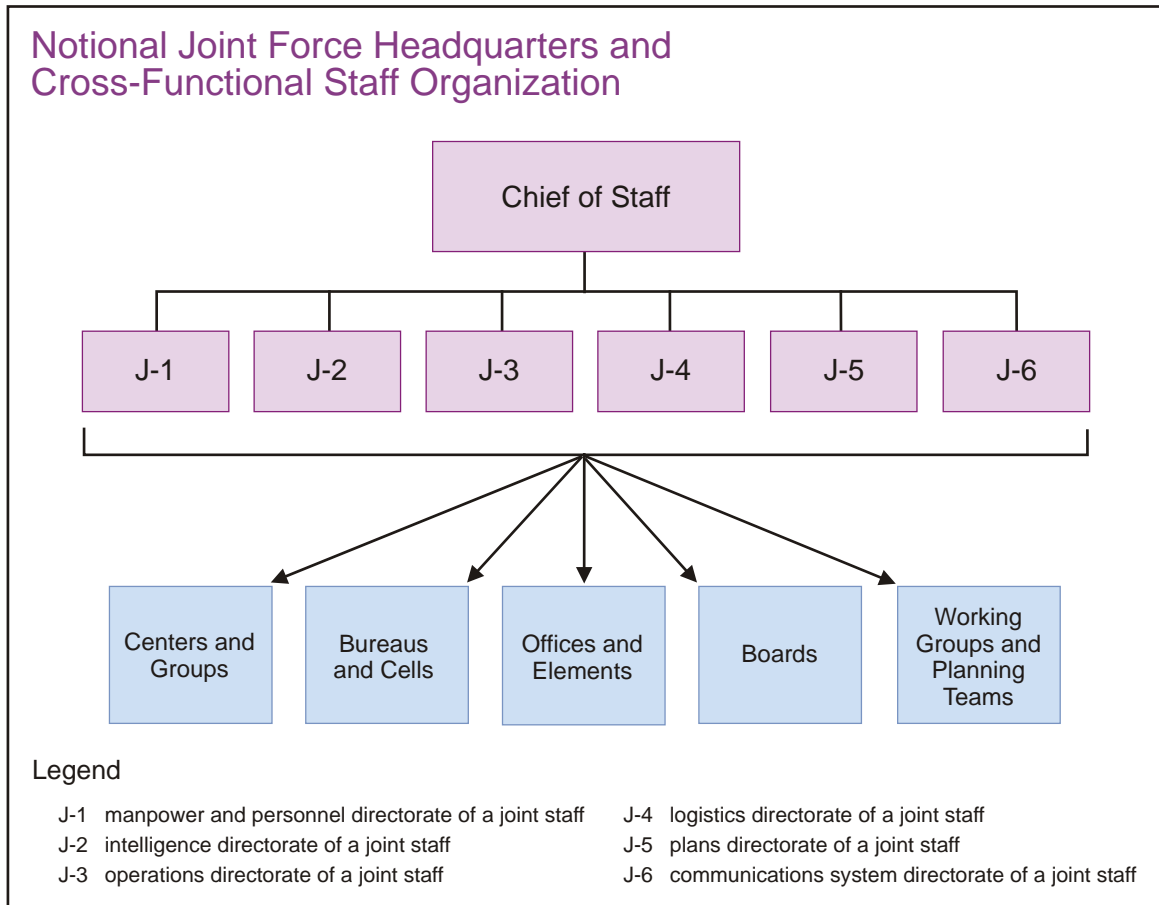 Notional Joint Force Headquarters and
Cross-Functional Staff Organization
Chief of Staff
J-1
J-2
J-3
J-4
J-5
J-6
Centers and
Groups
Bureaus
and Cells
Offices and
Elements
Boards
Working
Groups and
Planning
Teams
Legend
J-1 manpower and personnel directorate of a joint staff
J-2 intelligence directorate of a joint staff
J-3 operations directorate of a joint staff
J-4 logistics directorate of a joint staff
J-5 plans directorate of a joint staff
J-6 communications system directorate of a joint staff